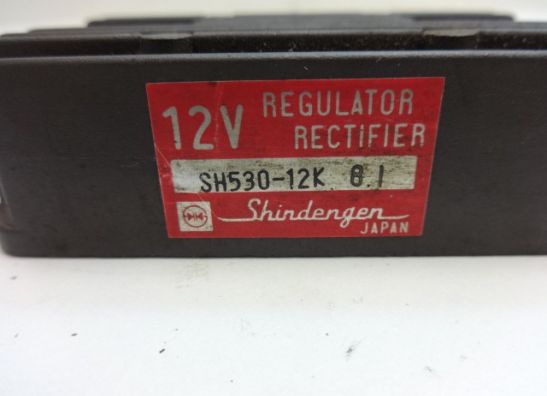 12V REGULATOR
RECTIFIER
SH530-12K 8.1
Shindengen
JAPAN